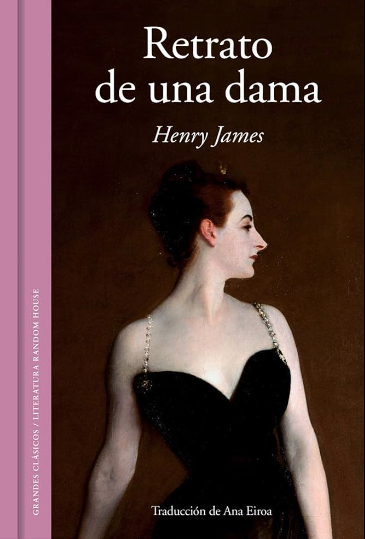 Retrato
de una dama
Henry James
GRANDES CLÁSICOS / LITERATURA RANDOM HOUSE
Traducción de Ana Eiroa